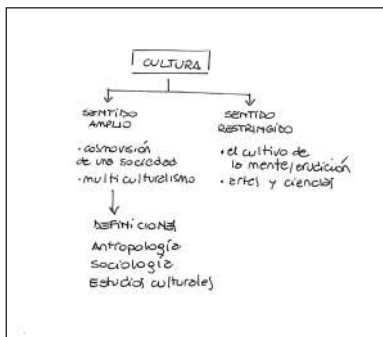 CULTURA
SENTIDO
AMPLIO
• cosmovisión
de una sociedad
• multiculturalismo
SENTIDO
RESTRINGIDO
• el cultivo de
la mente/erudición
• artes y ciencias
DEFINICIONES
Antropología
Sociología
Estudios culturales